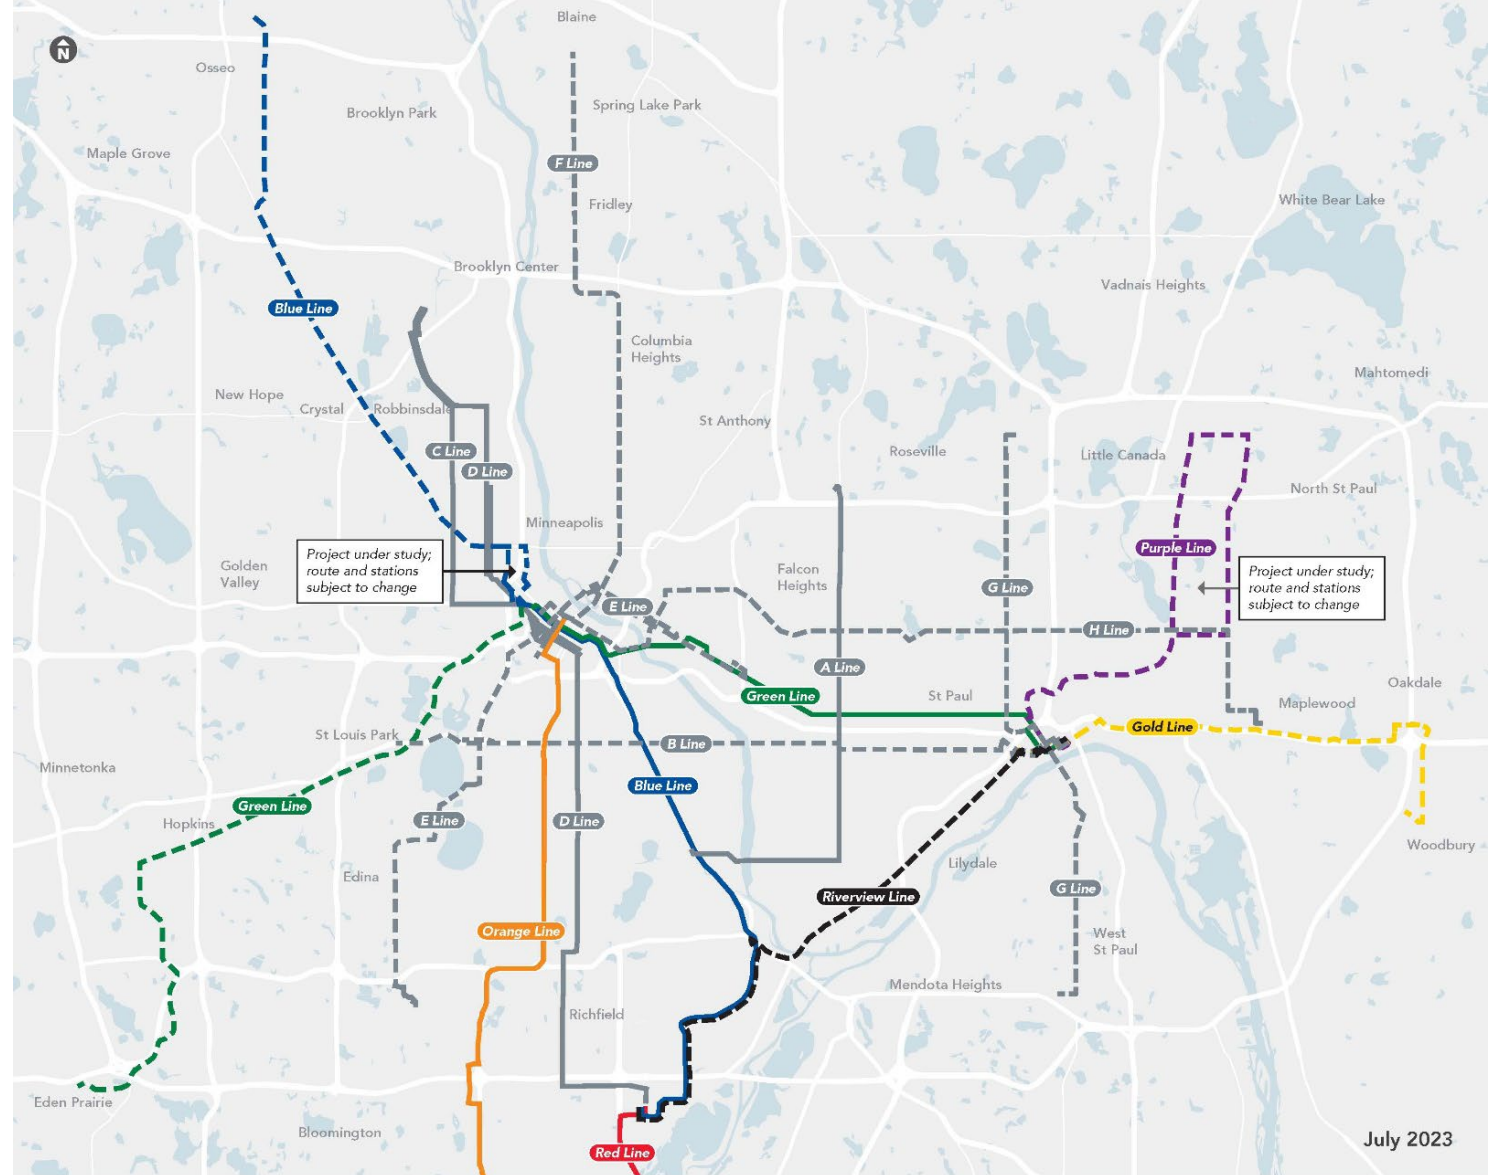 Blaine
N
Osseo
Spring Lake Park
Brooklyn Park
Maple Grove
F Line
Fridley
White Bear Lake
Brooklyn Center
Vadnais Heights
Blue Line
Columbia
Heights
Mahtomedi
New Hope
Crystal
Robbinsdale
St Anthony
C Line
D Line
Roseville
Little Canada
North St Paul
Minneapolis
Purple Line
Project under study;
route and stations
subject to change
Golden
Valley
Falcon
Heights
G Line
Project under study;
route and stations
subject to change
E Line
H Line
A Line
Green Line
St Paul
Oakdale
Maplewood
Gold Line
St Louis Park
B Line
Minnetonka
Blue Line
Green Line
Hopkins
E Line
D Line
Woodbury
Lilydale
Edina
G Line
Riverview Line
Orange Line
West
St Paul
Mendota Heights
Richfield
Eden Prairie
Bloomington
Red Line
July 2023